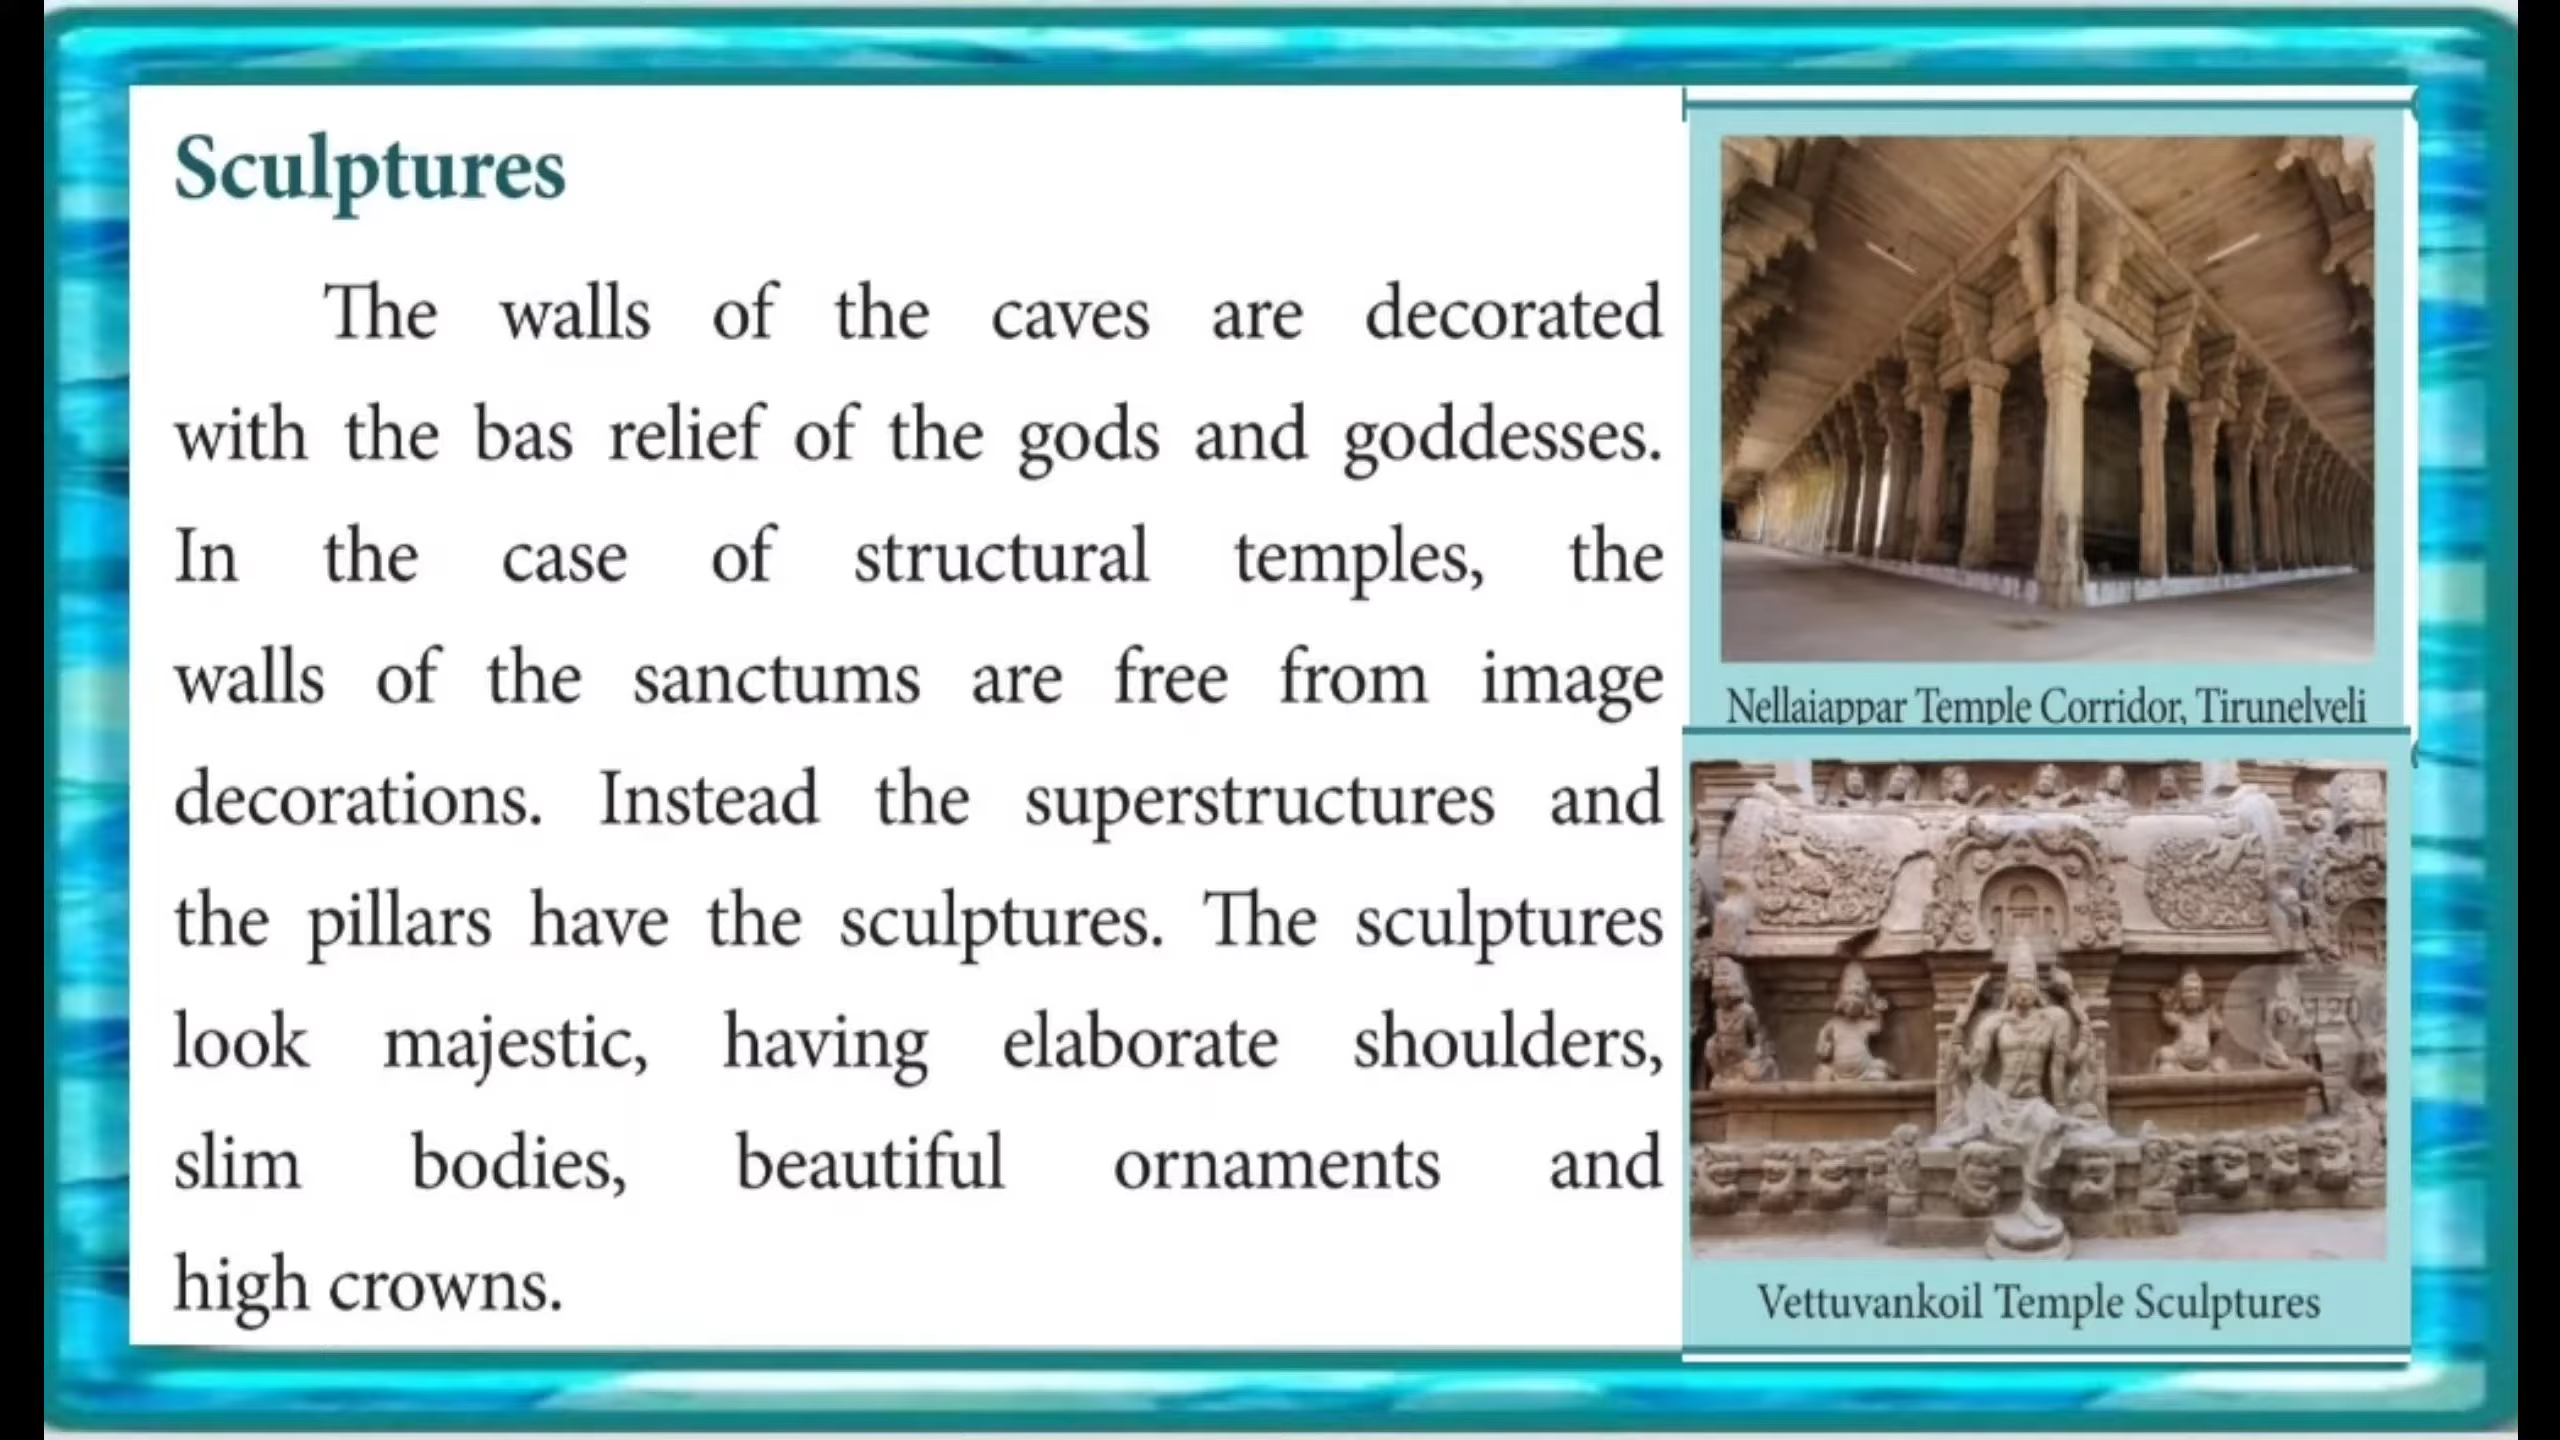 Sculptures
The walls of the caves are decorated
with the bas relief of the gods and goddesses.
In the case of structural temples, the
walls of the sanctums are free from image
decorations. Instead the superstructures and
the pillars have the sculptures. The sculptures
look majestic, having elaborate shoulders,
slim bodies, beautiful ornaments and
high crowns.
Nellaiappar Temple Corridor, Tirunelveli
Vettuvankoil Temple Sculptures